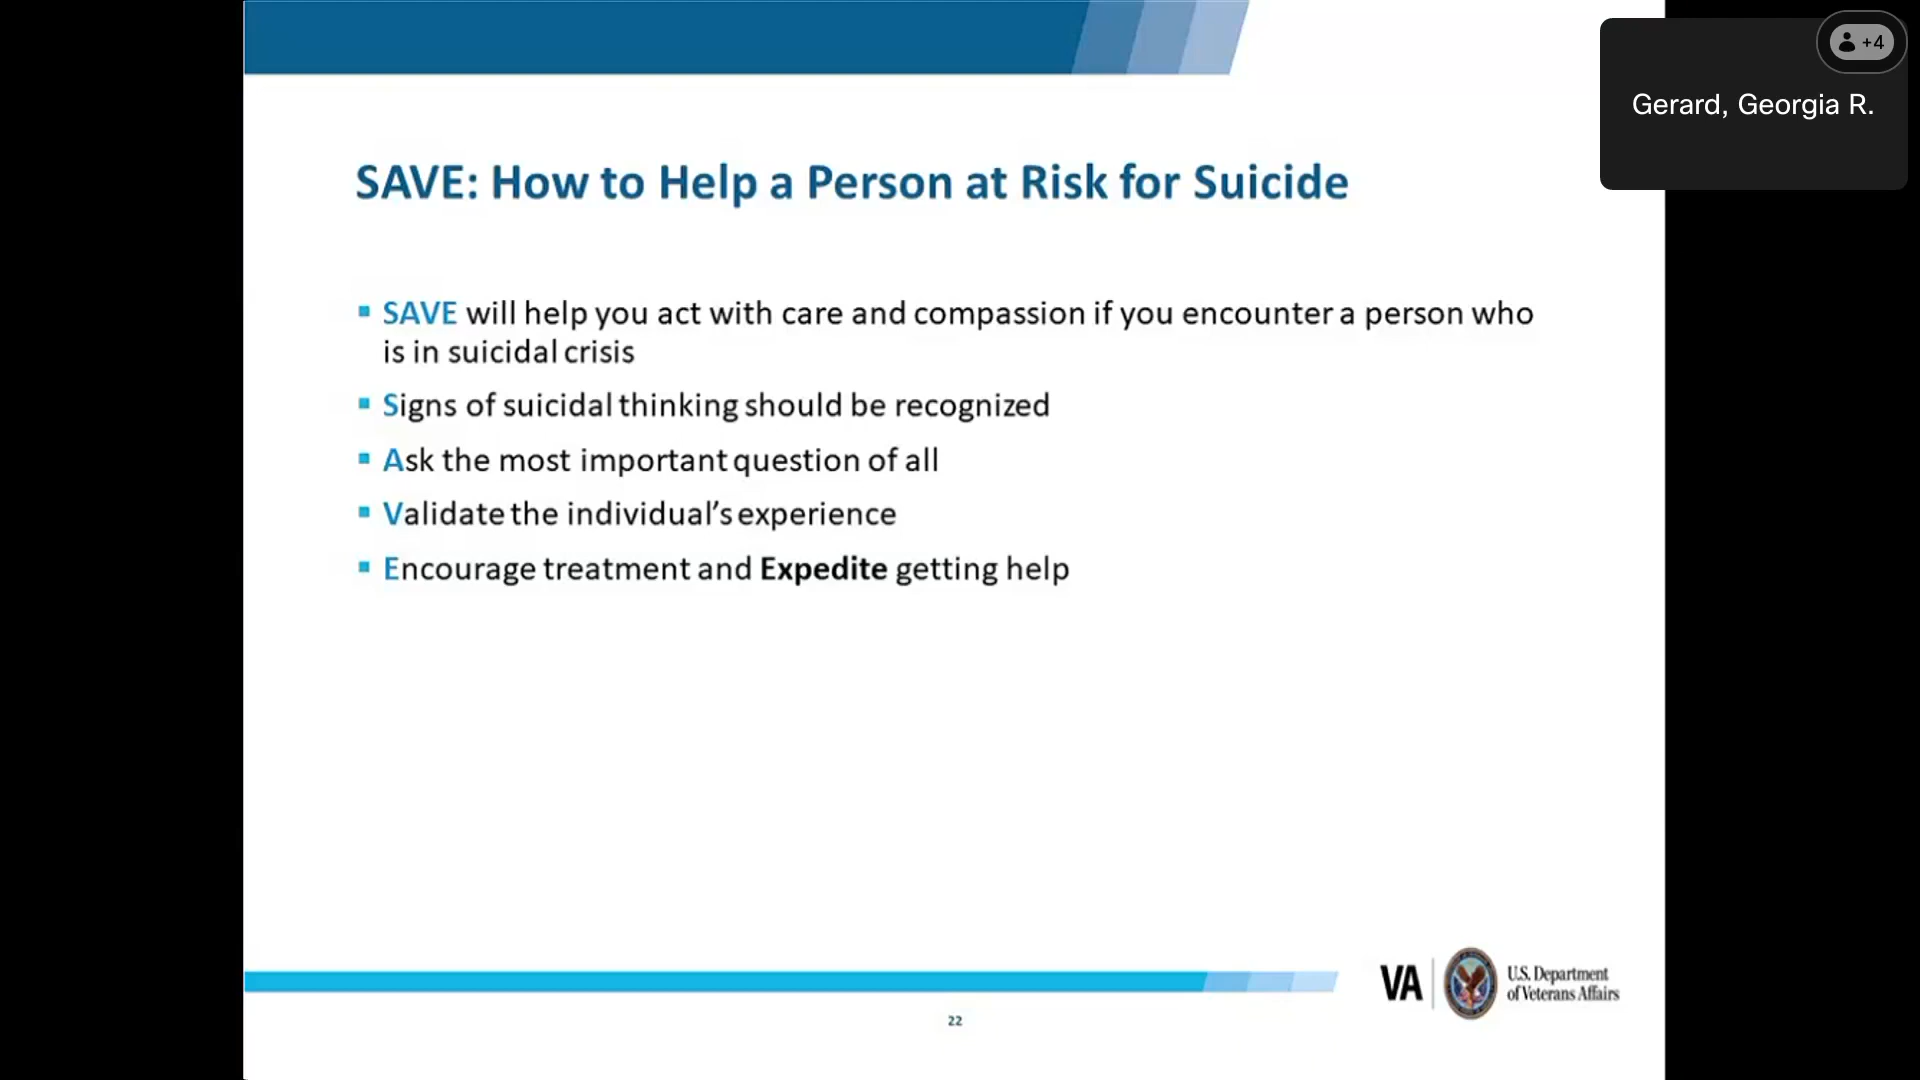 +4
Gerard, Georgia R.
SAVE: How to Help a Person at Risk for Suicide
SAVE will help you act with care and compassion if you encounter a person who
is in suicidal crisis
Signs of suicidal thinking should be recognized
Ask the most important question of all
Validate the individual’s experience
Encourage treatment and Expedite getting help
VA
U.S. Department
of Veterans Affairs
22